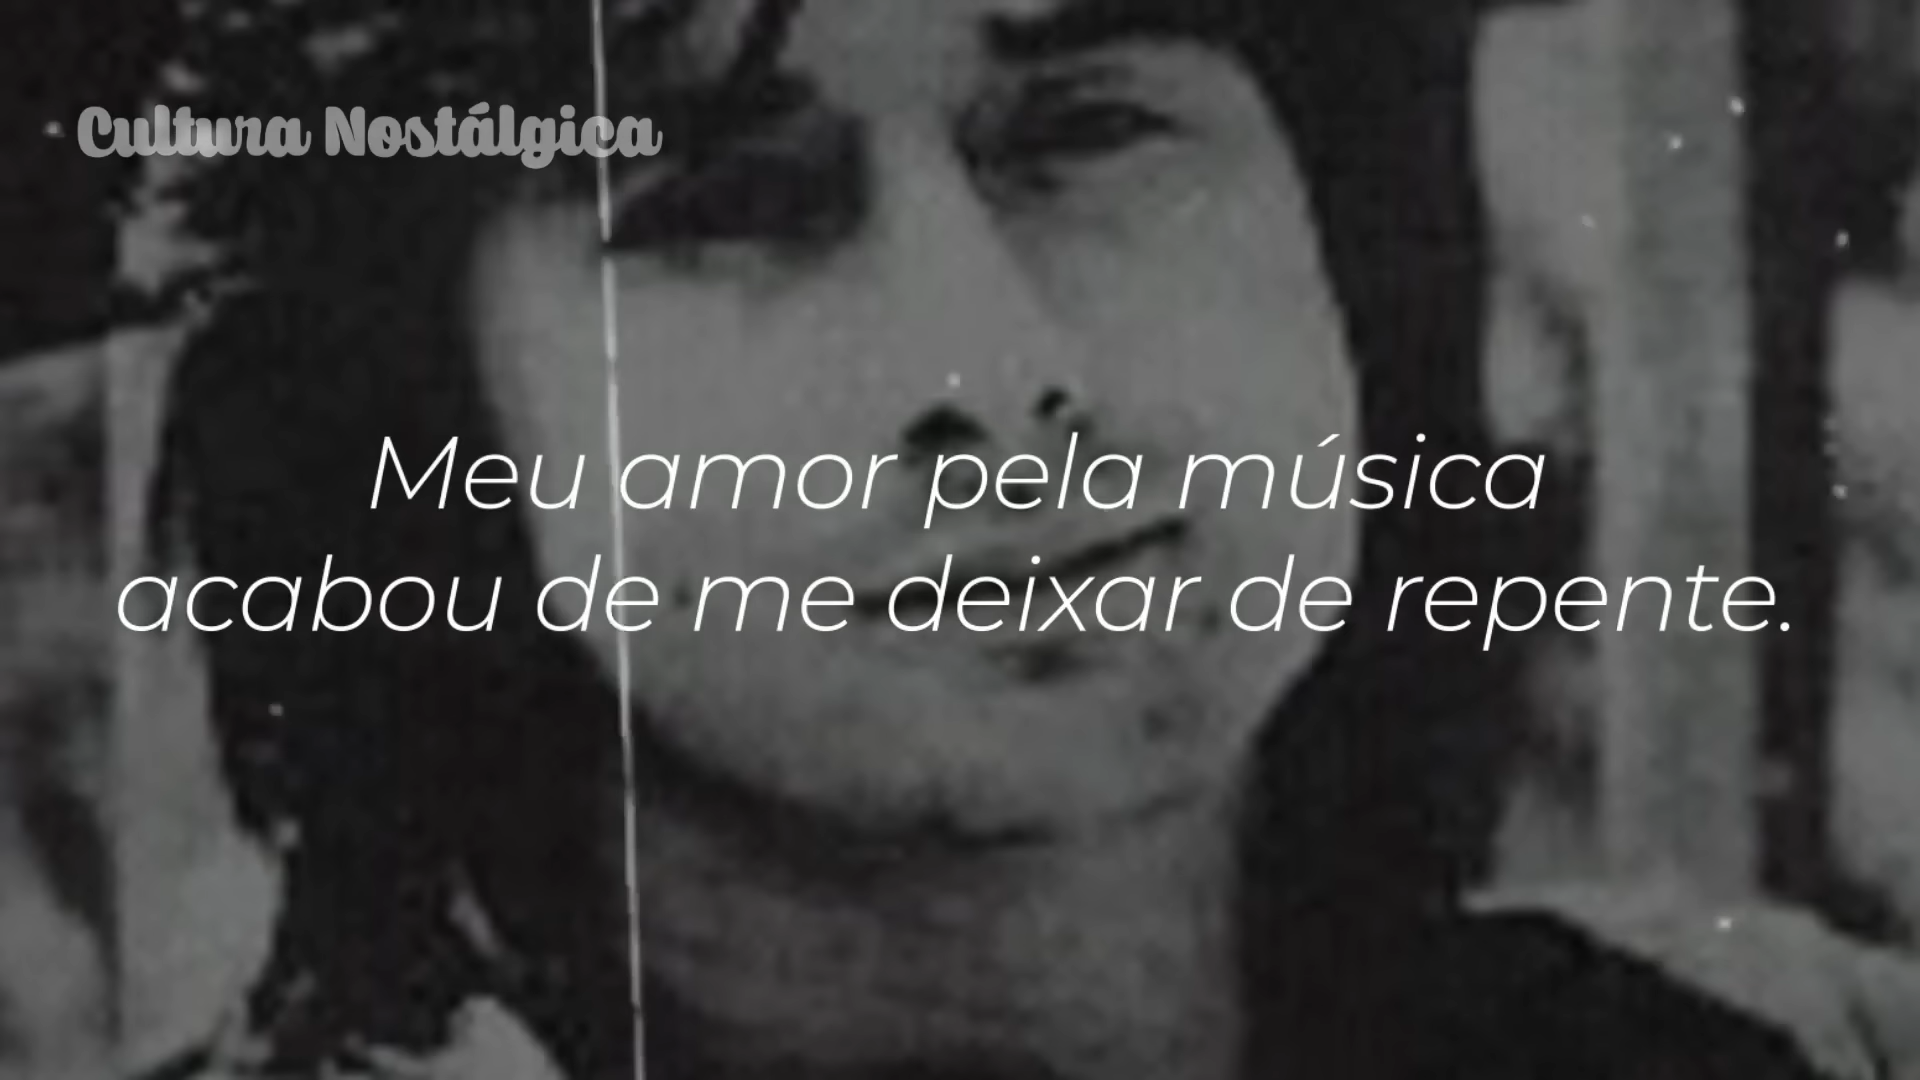 Cultura Nostálgica
Meu amor pela música
acabou de me deixar de repente.